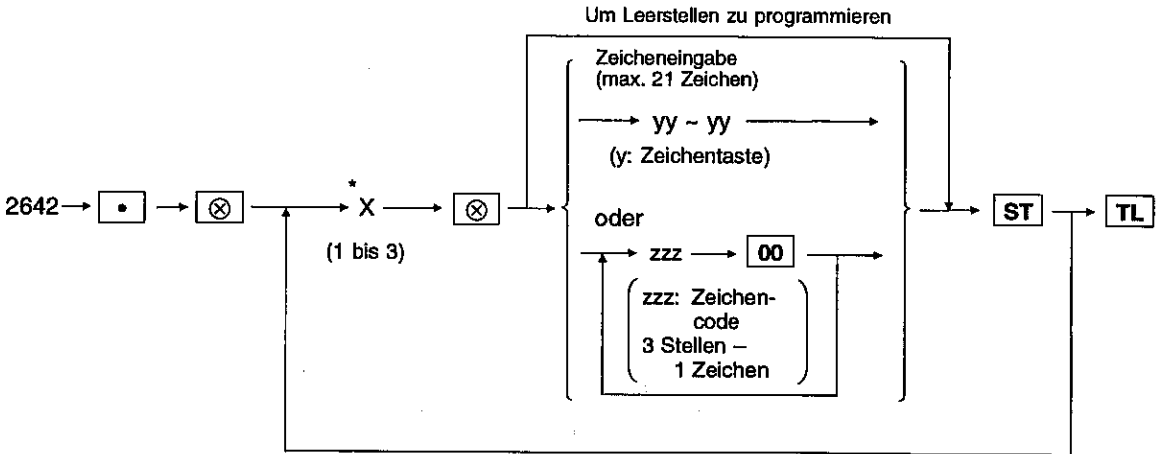 Um Leerstellen zu programmieren
Zeicheneingabe
(max. 21 Zeichen)
yy ~ yy
(y: Zeichentaste)
2642 → • → ⊗ → * X → ⊗
(1 bis 3)
oder
zzz → 00
zzz: Zeichen-
code
3 Stellen –
1 Zeichen
ST → TL